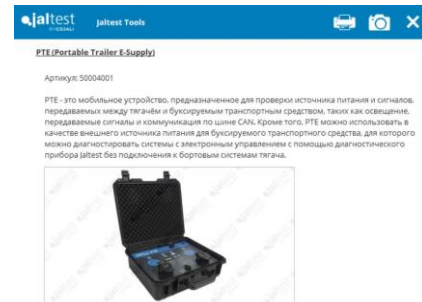 jaltest
BY COJALI
Jaltest Tools
PTE (Portable Trailer E-Supply)
Артикул: 50004001
PTE - это мобильное устройство, предназначенное для проверки источника питания и сигналов,
передаваемых между тягачём и буксируемым транспортным средством, таких как освещение,
передаваемые сигналы и коммуникация по шине CAN. Кроме того, PTE можно использовать в
качестве внешнего источника питания для буксируемого транспортного средства, для которого
можно диагностировать системы с электронным управлением с помощью диагностического
прибора Jaltest без подключения к бортовым системам тягача.